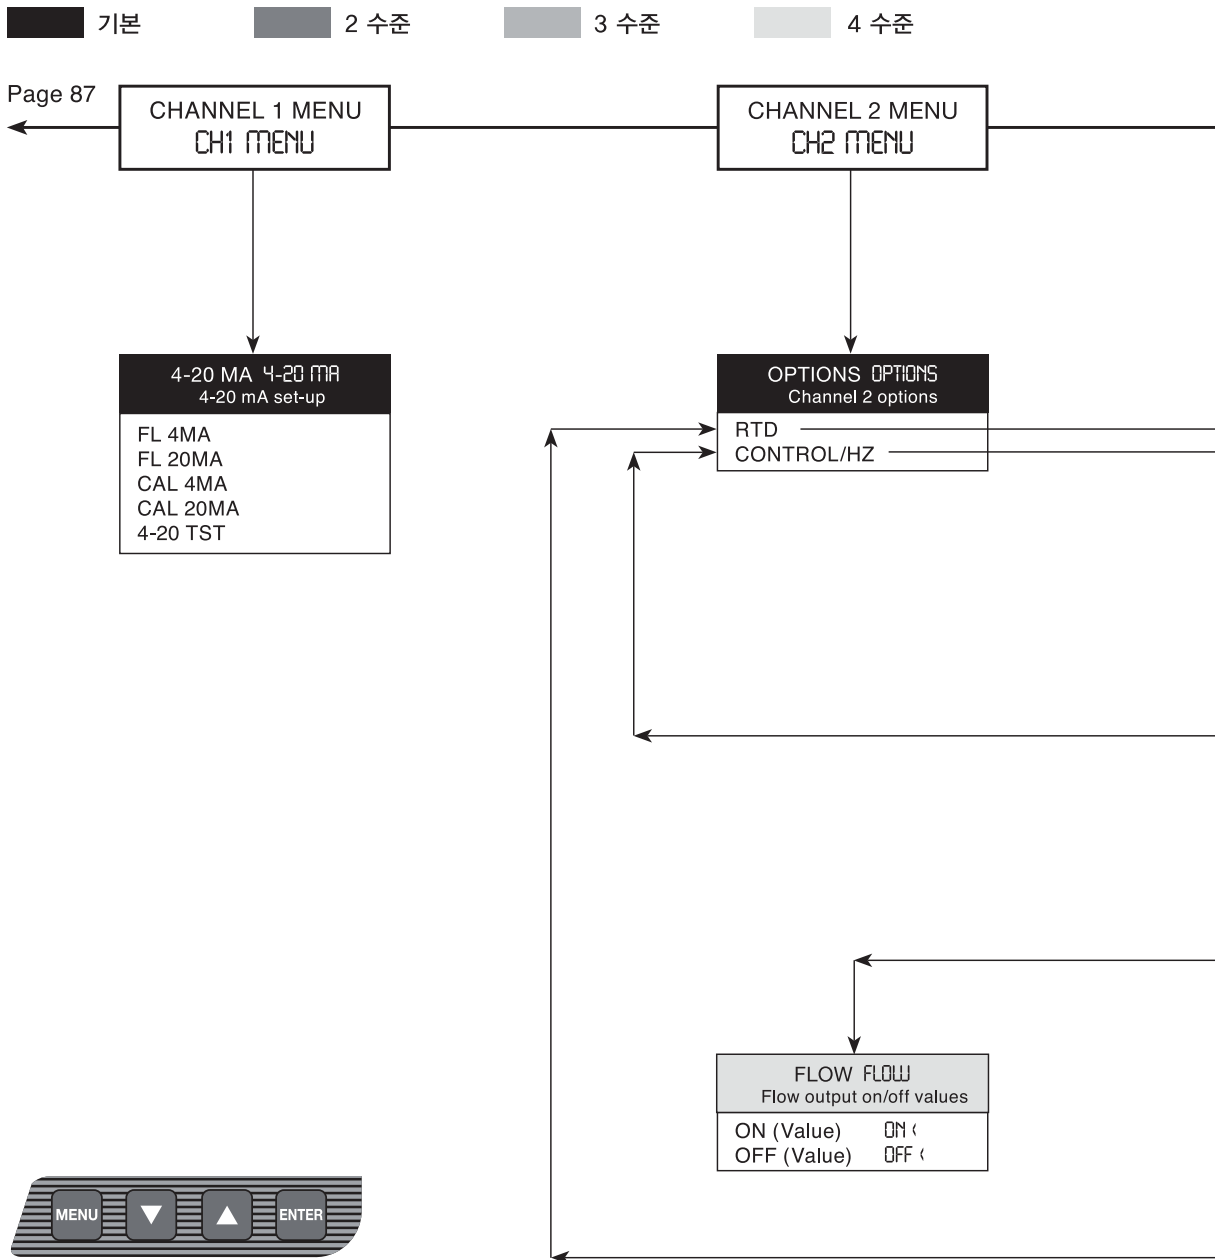 기본
2 수준
3 수준
4 수준
Page 87
CHANNEL 1 MENU
CH1 MENU
CHANNEL 2 MENU
CH2 MENU
4-20 MA 4-20 MA
4-20 mA set-up
FL 4MA
FL 20MA
CAL 4MA
CAL 20MA
4-20 TST
OPTIONS OPTIONS
Channel 2 options
RTD
CONTROL/HZ
FLOW FLOW
Flow output on/off values
ON (Value) ON <
OFF (Value) OFF <
MENU
ENTER